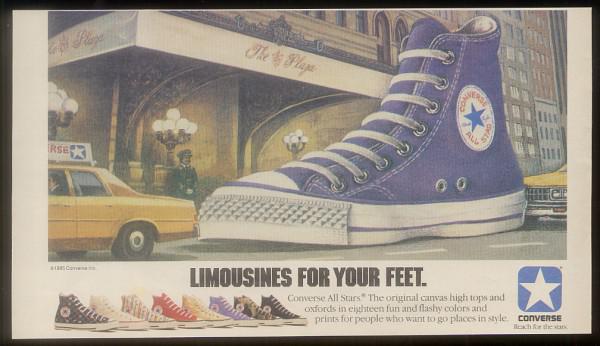 The Plaza
The Plaza
CONVERSE
ALL STAR
RSE
©1985 Converse Inc.
LIMOUSINES FOR YOUR FEET.
Converse All Stars.® The original canvas high tops and
oxfords in eighteen fun and flashy colors and
prints for people who want to go places in style.
CONVERSE
Reach for the stars.